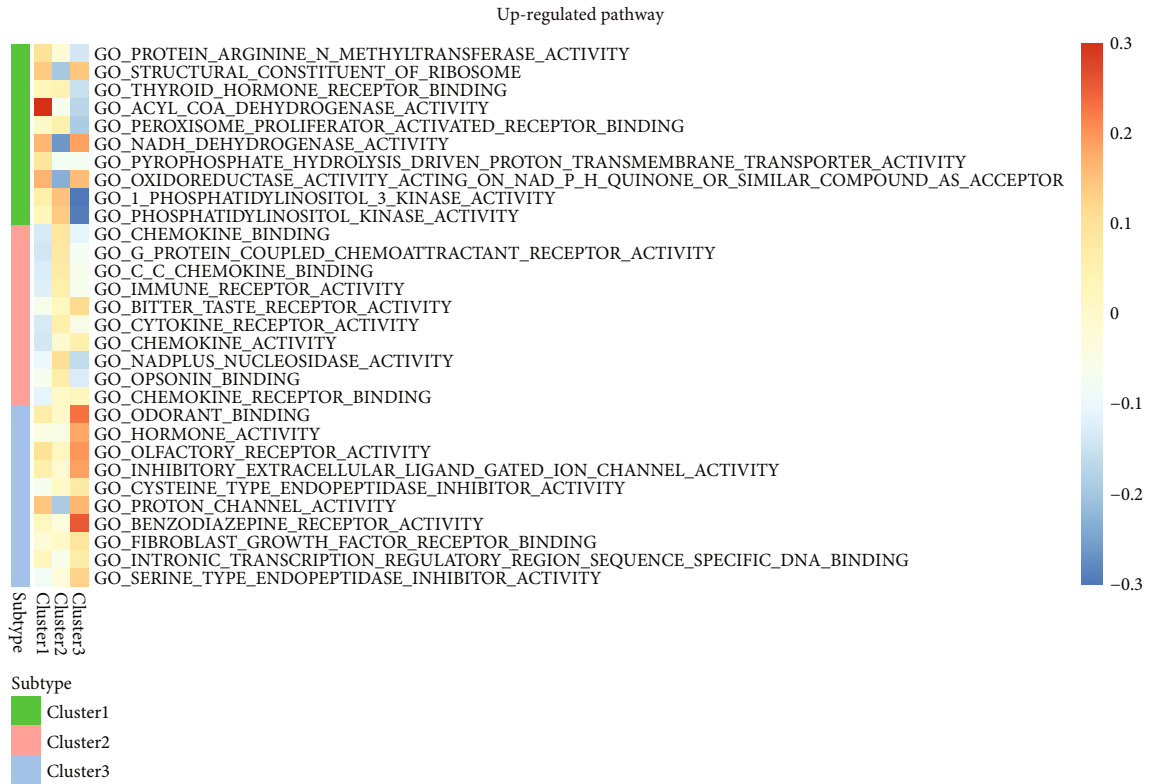 Up-regulated pathway
GO_PROTEIN_ARGININE_N_METHYLTRANSFERASE_ACTIVITY
GO_STRUCTURAL_CONSTITUENT_OF_RIBOSOME
GO_THYROID_HORMONE_RECEPTOR_BINDING
GO_ACYL_COA_DEHYDROGENASE_ACTIVITY
GO_PEROXISOME_PROLIFERATOR_ACTIVATED_RECEPTOR_BINDING
GO_NADH_DEHYDROGENASE_ACTIVITY
GO_PYROPHOSPHATE_HYDROLYSIS_DRIVEN_PROTON_TRANSMEMBRANE_TRANSPORTER_ACTIVITY
GO_OXIDOREDUCTASE_ACTIVITY_ACTING_ON_NAD_P_H_QUINONE_OR_SIMILAR_COMPOUND_AS_ACCEPTOR
GO_1_PHOSPHATIDYLINOSITOL_3_KINASE_ACTIVITY
GO_PHOSPHATIDYLINOSITOL_KINASE_ACTIVITY
GO_CHEMOKINE_BINDING
GO_G_PROTEIN_COUPLED_CHEMOATTRACTANT_RECEPTOR_ACTIVITY
GO_C_C_CHEMOKINE_BINDING
GO_IMMUNE_RECEPTOR_ACTIVITY
GO_BITTER_TASTE_RECEPTOR_ACTIVITY
GO_CYTOKINE_RECEPTOR_ACTIVITY
GO_CHEMOKINE_ACTIVITY
GO_NADPLUS_NUCLEOSIDASE_ACTIVITY
GO_OPSONIN_BINDING
GO_CHEMOKINE_RECEPTOR_BINDING
GO_ODORANT_BINDING
GO_HORMONE_ACTIVITY
GO_OLFACTORY_RECEPTOR_ACTIVITY
GO_INHIBITORY_EXTRACELLULAR_LIGAND_GATED_ION_CHANNEL_ACTIVITY
GO_CYSTEINE_TYPE_ENDOPEPTIDASE_INHIBITOR_ACTIVITY
GO_PROTON_CHANNEL_ACTIVITY
GO_BENZODIAZEPINE_RECEPTOR_ACTIVITY
GO_FIBROBLAST_GROWTH_FACTOR_RECEPTOR_BINDING
GO_INTRONIC_TRANSCRIPTION_REGULATORY_REGION_SEQUENCE_SPECIFIC_DNA_BINDING
GO_SERINE_TYPE_ENDOPEPTIDASE_INHIBITOR_ACTIVITY
0.3
0.2
0.1
0
−0.1
−0.2
−0.3
Subtype
Cluster1
Cluster2
Cluster3
Subtype
Cluster1
Cluster2
Cluster3